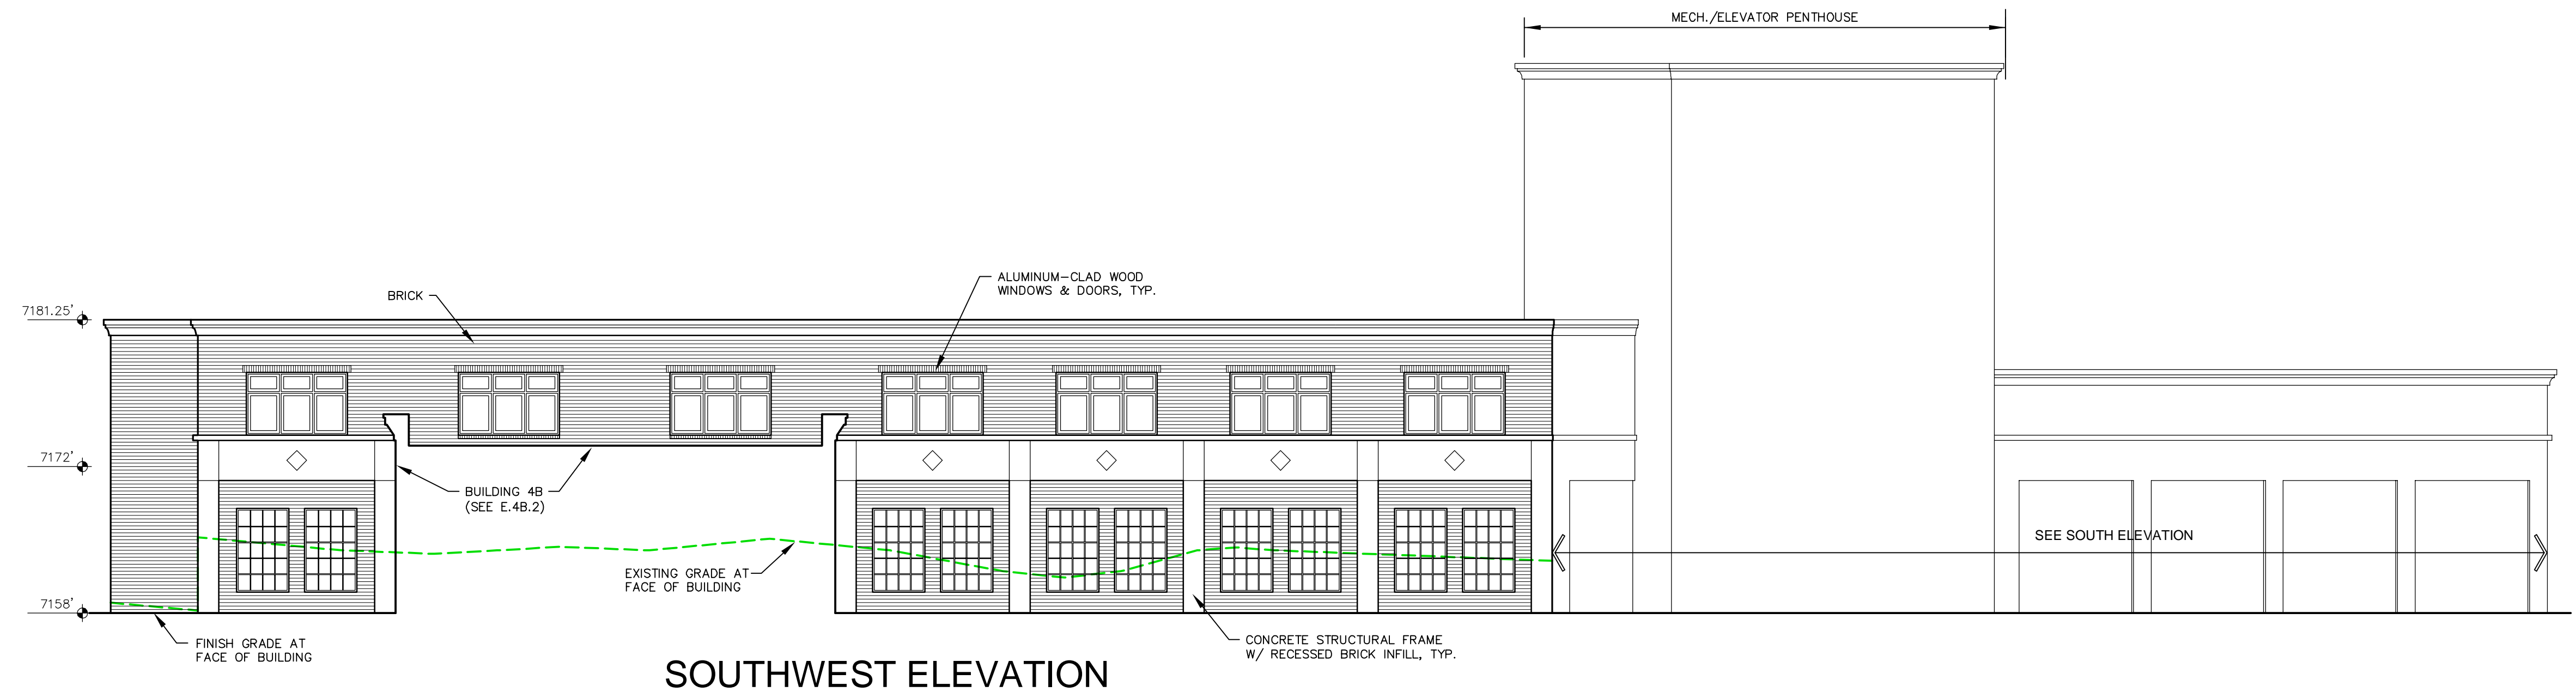 MECH./ELEVATOR PENTHOUSE
ALUMINUM-CLAD WOOD
WINDOWS & DOORS, TYP.
BRICK
7181.25'
7172'
BUILDING 4B
(SEE E.4B.2)
SEE SOUTH ELEVATION
EXISTING GRADE AT
FACE OF BUILDING
7158'
FINISH GRADE AT
FACE OF BUILDING
CONCRETE STRUCTURAL FRAME
W/ RECESSED BRICK INFILL, TYP.
SOUTHWEST ELEVATION